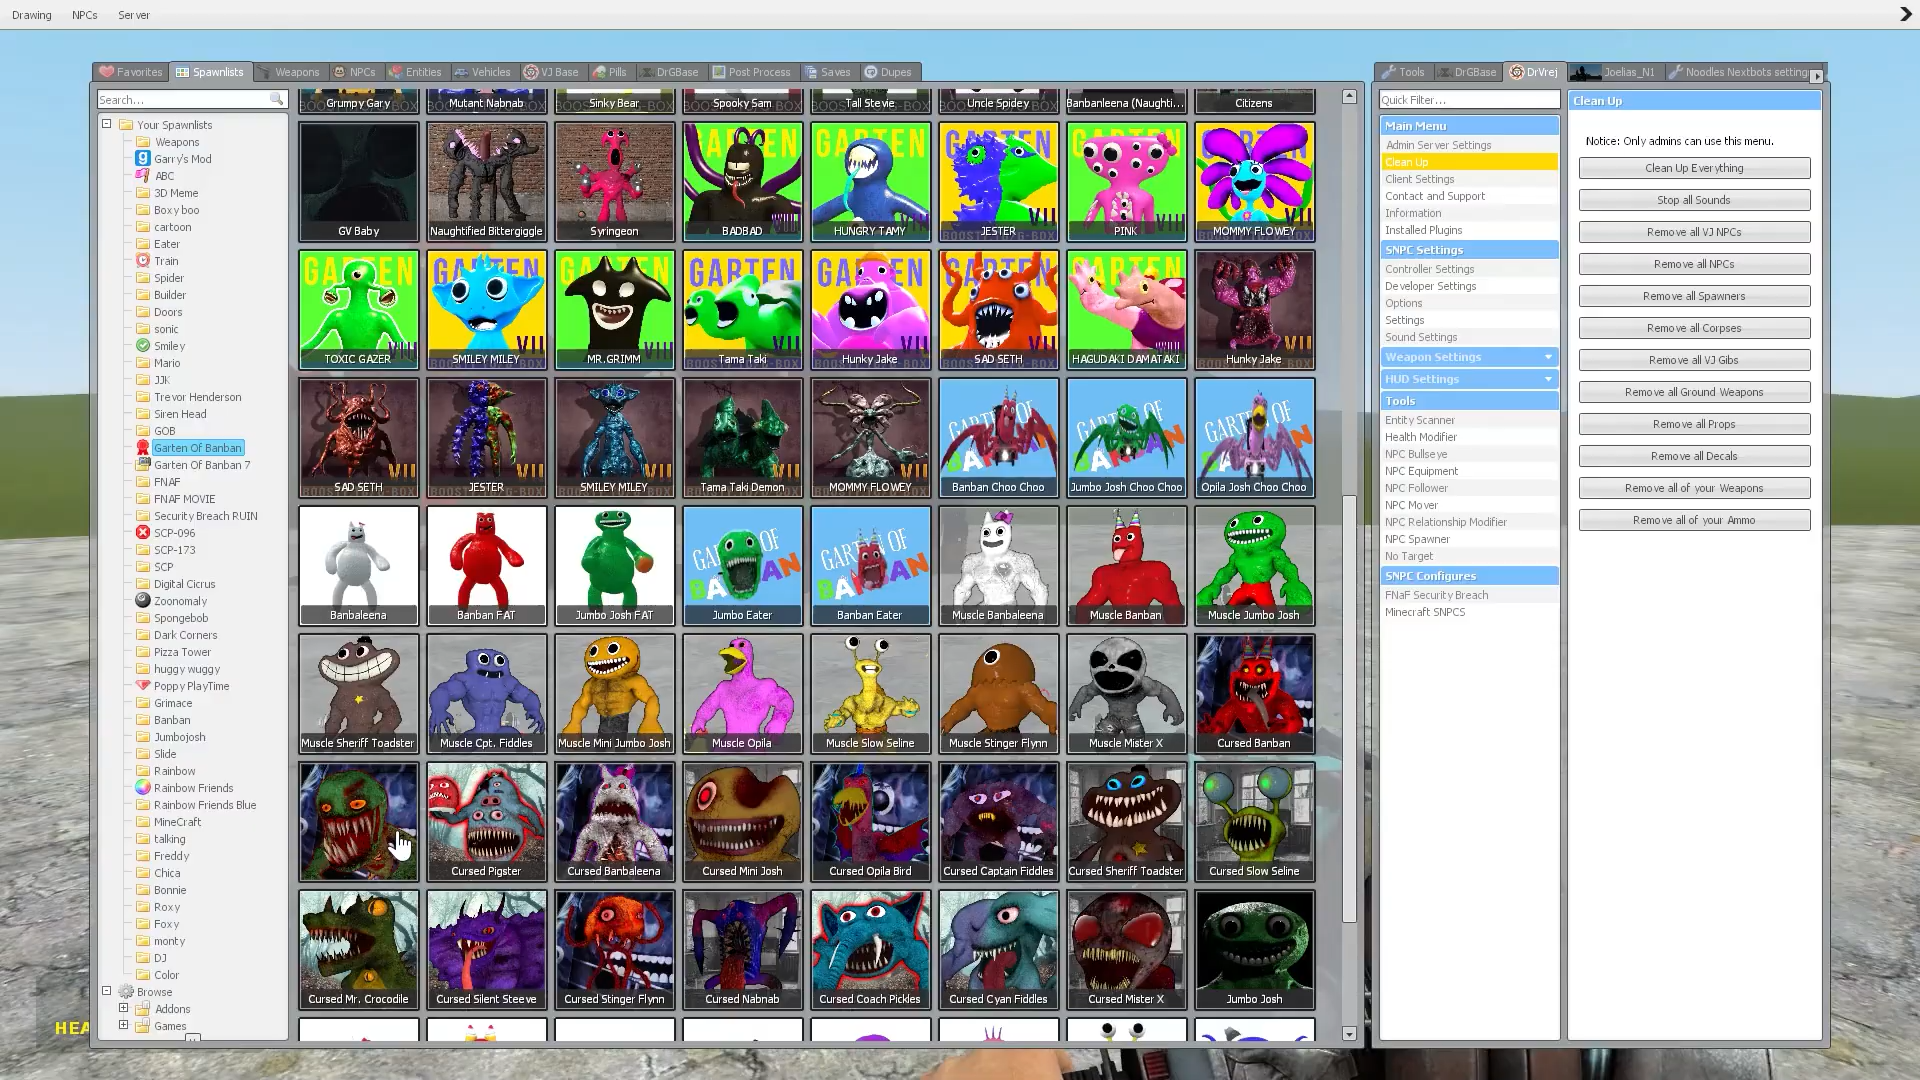 Drawing NPCs Server
Favorites Spawnlists Weapons NPCs Entities Vehicles VJ Base Pills DrGBase Post Process Saves Dupes
Tools DrGBase DrVrej Joelias_N1 Noodles Nextbots setting
Search...
Your Spawnlists
Weapons
Garry's Mod
ABC
3D Meme
Boxy boo
cartoon
Eater
Train
Spider
Builder
Doors
sonic
Smiley
Mario
JJK
Trevor Henderson
Siren Head
GOB
Garten Of Banban
Garten Of Banban 7
FNAF
FNAF MOVIE
Security Breach RUIN
SCP-096
SCP-173
SCP
Digital Cicrus
Zoonomaly
Spongebob
Dark Corners
Pizza Tower
huggy wuggy
Poppy PlayTime
Grimace
Banban
Jumbojosh
Slide
Rainbow
Rainbow Friends
Rainbow Friends Blue
MineCraft
talking
Freddy
Chica
Bonnie
Roxy
Foxy
monty
DJ
Color
Browse
Addons
Games
Grumpy Gary Mutant Nabnab Sinky Bear Spooky Sam Tall Stevie Uncle Spidey Banbanleena (Naughti... Citizens
GV Baby Naughtified Bittergiggle Syringeon BADBAD HUNGRY TAMY JESTER PINK MOMMY FLOWEY
TOXIC GAZER SMILEY MILEY MR.GRIMM Tama Taki Hunky Jake SAD SETH HAGUDAKI DAMATAKI Hunky Jake
SAD SETH JESTER SMILEY MILEY Tama Taki Demon MOMMY FLOWEY Banban Choo Choo Jumbo Josh Choo Choo Opila Josh Choo Choo
Banbaleena Banban FAT Jumbo Josh FAT Jumbo Eater Banban Eater Muscle Banbaleena Muscle Banban Muscle Jumbo Josh
Muscle Sheriff Toadster Muscle Cpt. Fiddles Muscle Mini Jumbo Josh Muscle Opila Muscle Slow Seline Muscle Stinger Flynn Muscle Mister X Cursed Banban
Cursed Pigster Cursed Banbaleena Cursed Mini Josh Cursed Opila Bird Cursed Captain Fiddles Cursed Sheriff Toadster Cursed Slow Seline
Cursed Mr. Crocodile Cursed Silent Steeve Cursed Stinger Flynn Cursed Nabnab Cursed Coach Pickles Cursed Cyan Fiddles Cursed Mister X Jumbo Josh
Quick Filter...
Main Menu
Admin Server Settings
Clean Up
Client Settings
Contact and Support
Information
Installed Plugins
SNPC Settings
Controller Settings
Developer Settings
Options
Settings
Sound Settings
Weapon Settings
HUD Settings
Tools
Entity Scanner
Health Modifier
NPC Bullseye
NPC Equipment
NPC Follower
NPC Mover
NPC Relationship Modifier
NPC Spawner
No Target
SNPC Configures
FNaF Security Breach
Minecraft SNPCS
Clean Up
Notice: Only admins can use this menu.
Clean Up Everything
Stop all Sounds
Remove all VJ NPCs
Remove all NPCs
Remove all Spawners
Remove all Corpses
Remove all VJ Gibs
Remove all Ground Weapons
Remove all Props
Remove all Decals
Remove all of your Weapons
Remove all of your Ammo
HEA